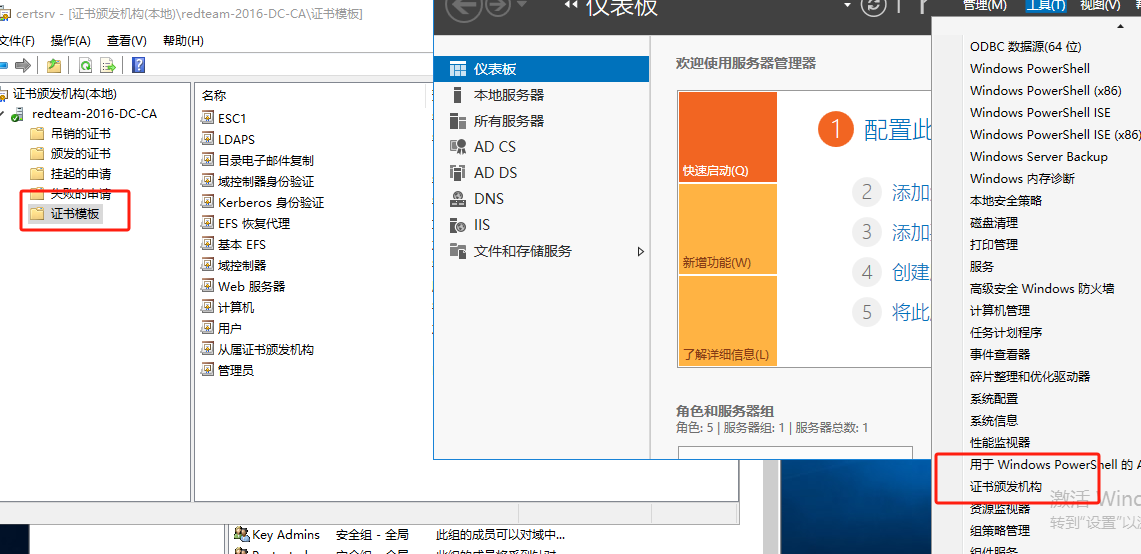 certsrv - [证书颁发机构(本地)\redteam-2016-DC-CA\证书模板]
文件(F) 操作(A) 查看(V) 帮助(H)
证书颁发机构(本地)
redteam-2016-DC-CA
吊销的证书
颁发的证书
挂起的申请
失败的申请
证书模板
名称
ESC1
LDAPS
目录电子邮件复制
域控制器身份验证
Kerberos 身份验证
EFS 恢复代理
基本 EFS
域控制器
Web 服务器
计算机
用户
从属证书颁发机构
管理员
仪表板
管理(M) 工具(T) 视图(V)
仪表板
本地服务器
所有服务器
AD CS
AD DS
DNS
IIS
文件和存储服务
欢迎使用服务器管理器
快速启动(Q)
新增功能(W)
了解详细信息(L)
1 配置此
2 添加
3 添加
4 创建
5 将此
角色和服务器组
角色: 5 | 服务器组: 1 | 服务器总数: 1
ODBC 数据源(64 位)
Windows PowerShell
Windows PowerShell (x86)
Windows PowerShell ISE
Windows PowerShell ISE (x86)
Windows Server Backup
Windows 内存诊断
本地安全策略
磁盘清理
打印管理
服务
高级安全 Windows 防火墙
计算机管理
任务计划程序
事件查看器
碎片整理和优化驱动器
系统配置
系统信息
性能监视器
用于 Windows PowerShell 的 A
证书颁发机构
资源监视器
组策略管理
组件服务
激活 Winc
转到"设置"以
Key Admins 安全组 - 全局 此组的成员可以对域中...